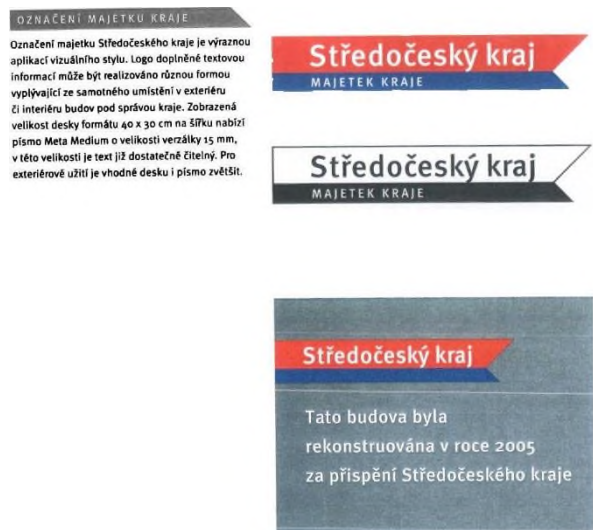 OZNAČENÍ MAJETKU KRAJE
Označení majetku Středočeského kraje je výraznou
aplikací vizuálního stylu. Logo doplněné textovou
informací může být realizováno různou formou
vyplývající ze samotného umístění v exteriéru
či interiéru budov pod správou kraje. Zobrazená
velikost desky formátu 40 x 30 cm na šířku nabízí
písmo Meta Medium o velikosti verzálky 15 mm,
v této velikosti je text již dostatečně čitelný. Pro
exteriérové užití je vhodné desku i písmo zvětšit.
Středočeský kraj
MAJETEK KRAJE
Středočeský kraj
MAJETEK KRAJE
Středočeský kraj
Tato budova byla
rekonstruována v roce 2005
za přispění Středočeského kraje